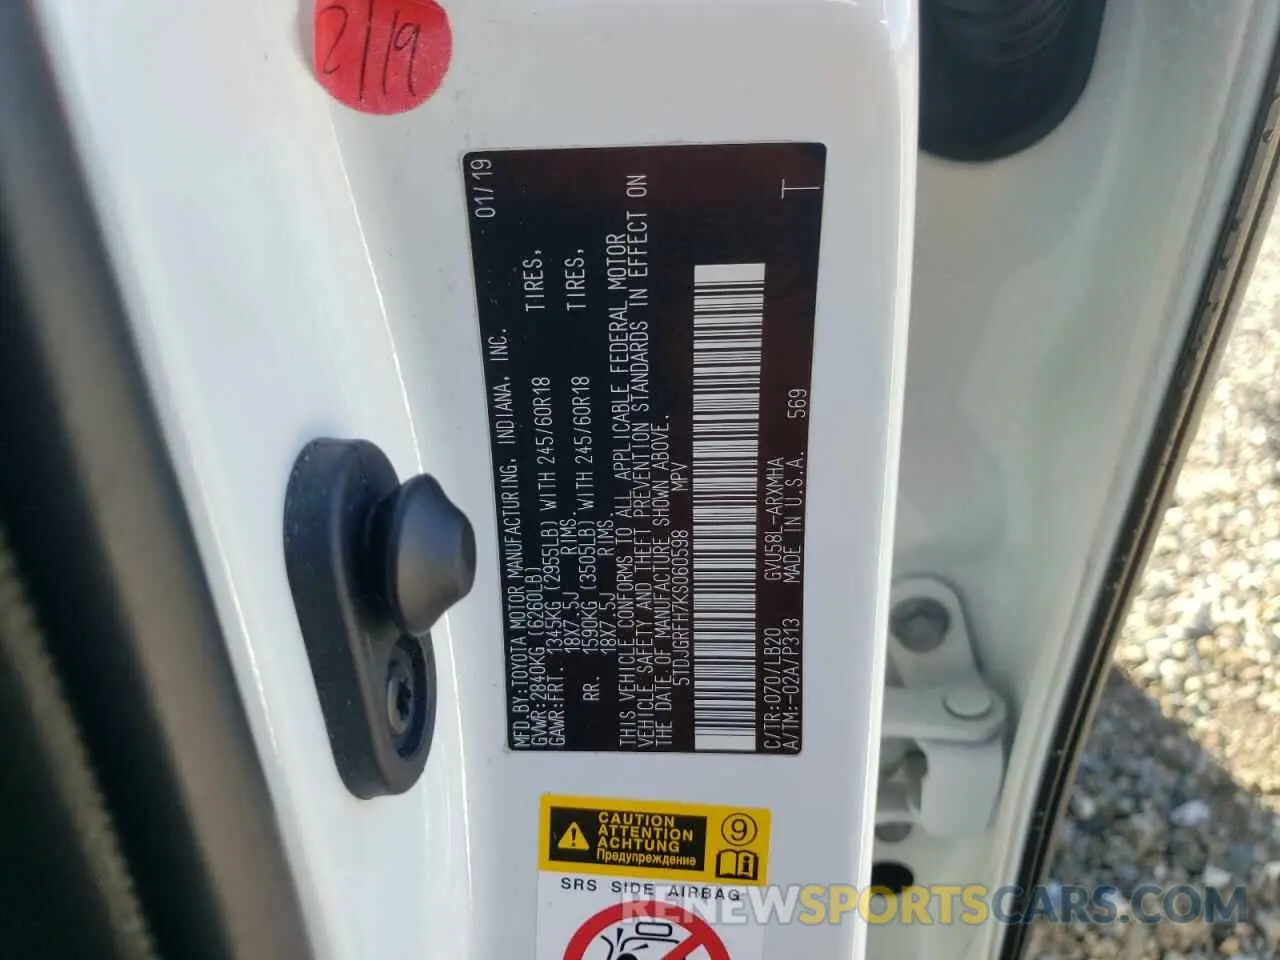 2/19
MFD.BY:TOYOTA MOTOR MANUFACTURING, INDIANA, INC. 01/19
GVWR:2840KG (6260LB)
GAWR:FRT. 1345KG (2955LB) WITH 245/60R18 TIRES,
18X7.5J RIMS.
RR. 1590KG (3505LB) WITH 245/60R18 TIRES,
18X7.5J RIMS.
THIS VEHICLE CONFORMS TO ALL APPLICABLE FEDERAL MOTOR
VEHICLE SAFETY AND THEFT PREVENTION STANDARDS IN EFFECT ON
THE DATE OF MANUFACTURE SHOWN ABOVE.
5TDJGRFH7KS060598 MPV
C/TR:070/LB20 GVU58L-ARXMHA
A/TM:-02A/P313 MADE IN U.S.A. 569 T
CAUTION
ATTENTION
ACHTUNG
Предупреждение
9
SRS SIDE AIRBAG
RENEWSPORTSCARS.COM